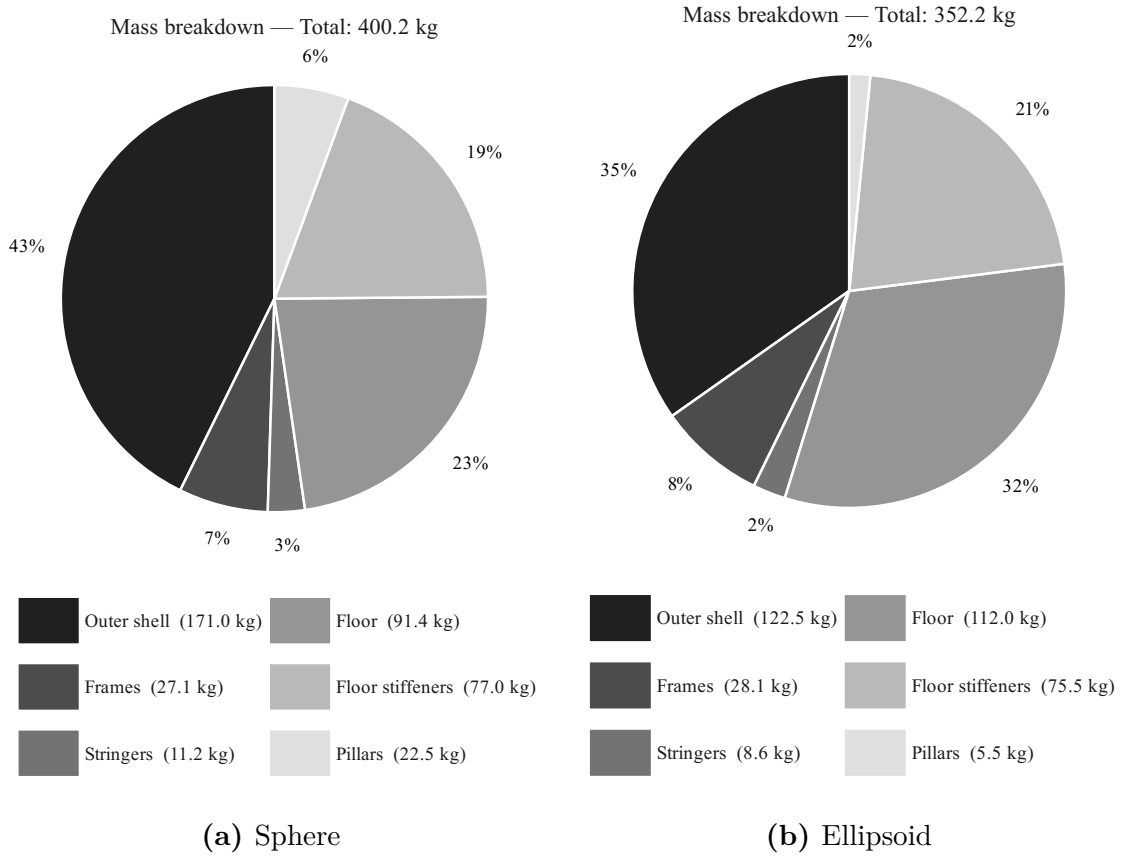 Mass breakdown — Total: 400.2 kg
6%
19%
43%
23%
7%
3%
Outer shell (171.0 kg)
Floor (91.4 kg)
Frames (27.1 kg)
Floor stiffeners (77.0 kg)
Stringers (11.2 kg)
Pillars (22.5 kg)
(a) Sphere
Mass breakdown — Total: 352.2 kg
2%
21%
35%
32%
8%
2%
Outer shell (122.5 kg)
Floor (112.0 kg)
Frames (28.1 kg)
Floor stiffeners (75.5 kg)
Stringers (8.6 kg)
Pillars (5.5 kg)
(b) Ellipsoid